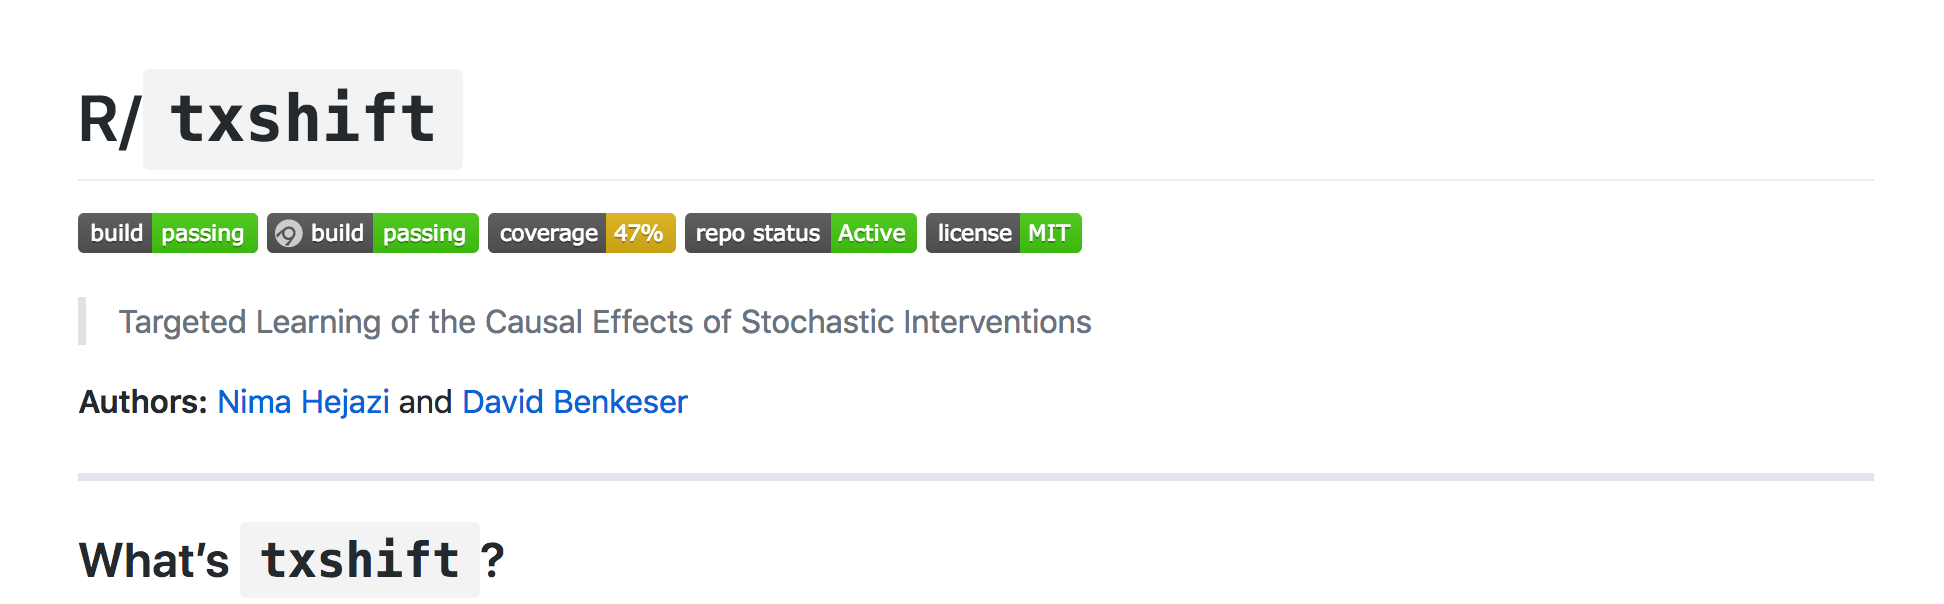 R/txshift
build passing build passing coverage 47% repo status Active license MIT
Targeted Learning of the Causal Effects of Stochastic Interventions
Authors: Nima Hejazi and David Benkeser
What’s txshift?